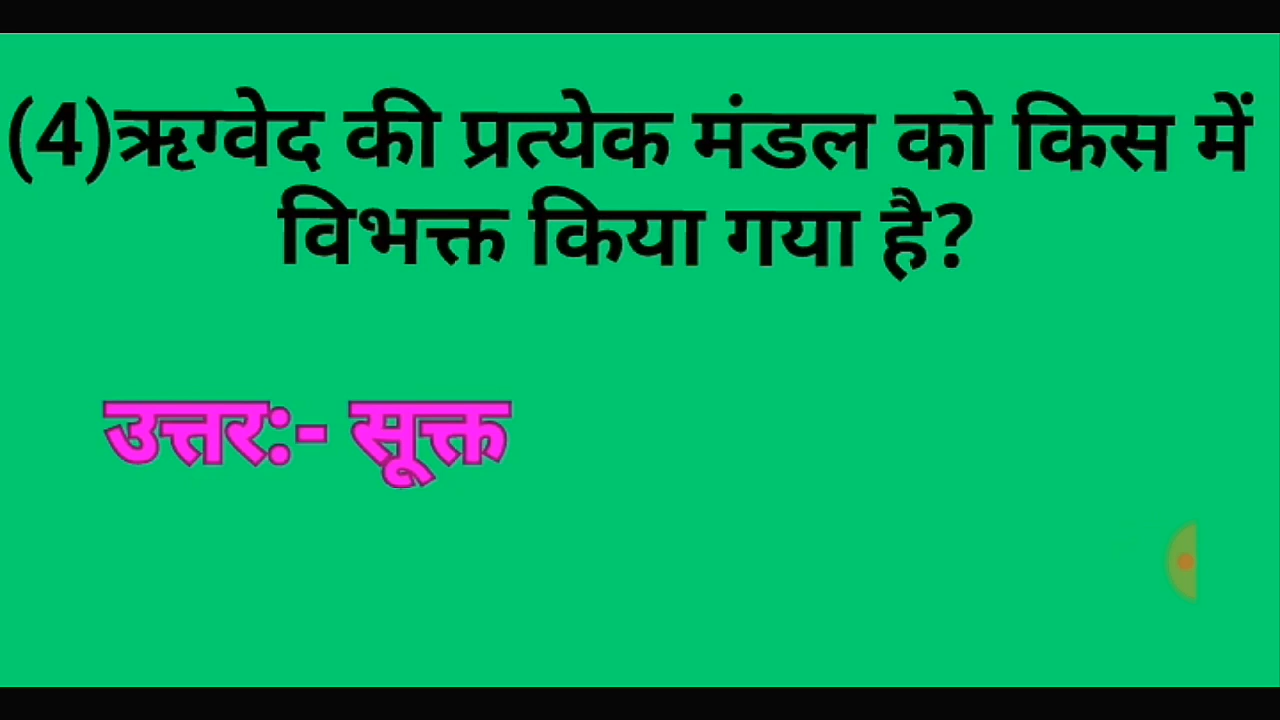 (4)ऋग्वेद की प्रत्येक मंडल को किस में
विभक्त किया गया है?
उत्तर:- सूक्त